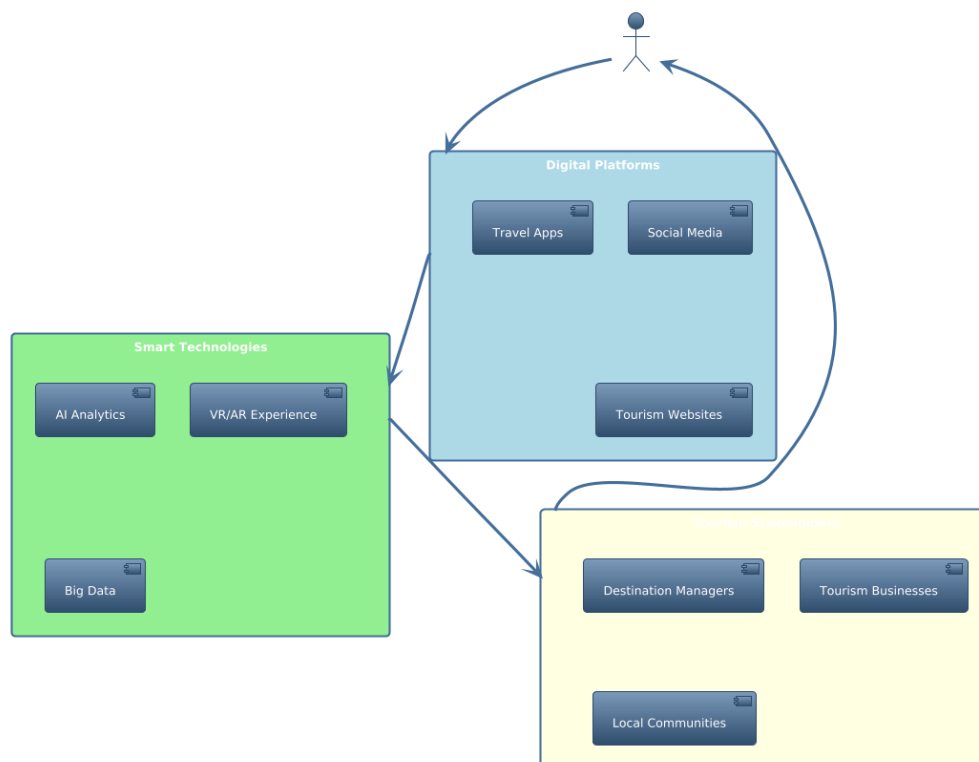 Digital Platforms
Travel Apps
Social Media
Tourism Websites
Smart Technologies
AI Analytics
VR/AR Experience
Big Data
Destination Managers
Tourism Businesses
Local Communities